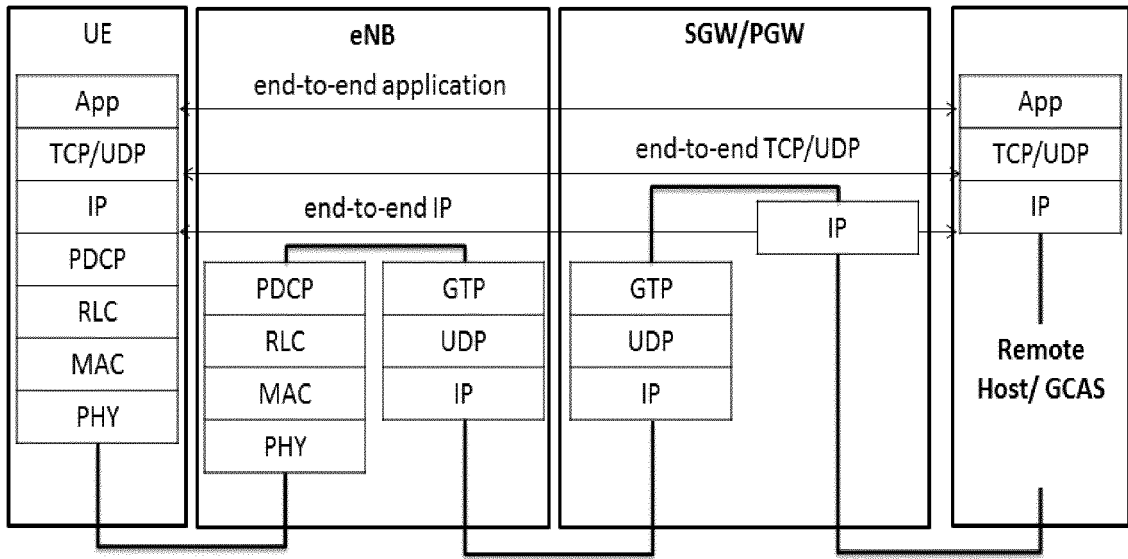 UE
eNB
SGW/PGW
end-to-end application
App
App
TCP/UDP
end-to-end TCP/UDP
TCP/UDP
IP
end-to-end IP
IP
IP
PDCP
PDCP
GTP
GTP
RLC
RLC
UDP
UDP
MAC
MAC
IP
IP
PHY
PHY
Remote
Host/ GCAS